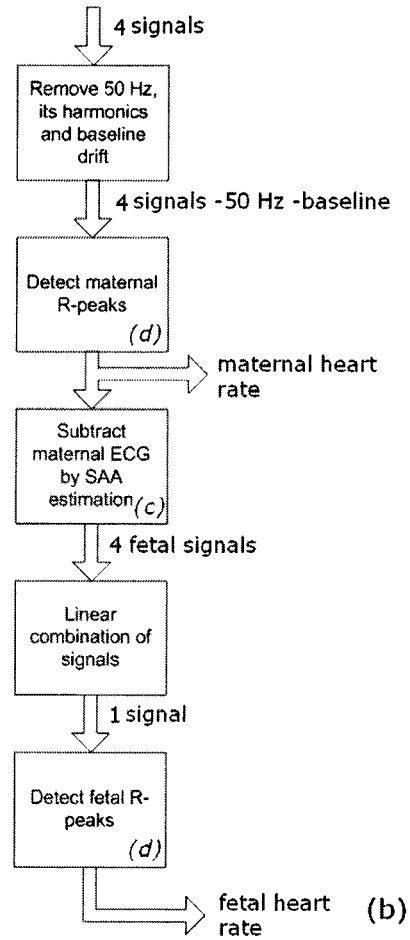 4 signals
Remove 50 Hz,
its harmonics
and baseline
drift
4 signals -50 Hz -baseline
Detect maternal
R-peaks
(d)
maternal heart
rate
Subtract
maternal ECG
by SAA
estimation
(c)
4 fetal signals
Linear
combination of
signals
1 signal
Detect fetal R-
peaks
(d)
fetal heart
rate
(b)